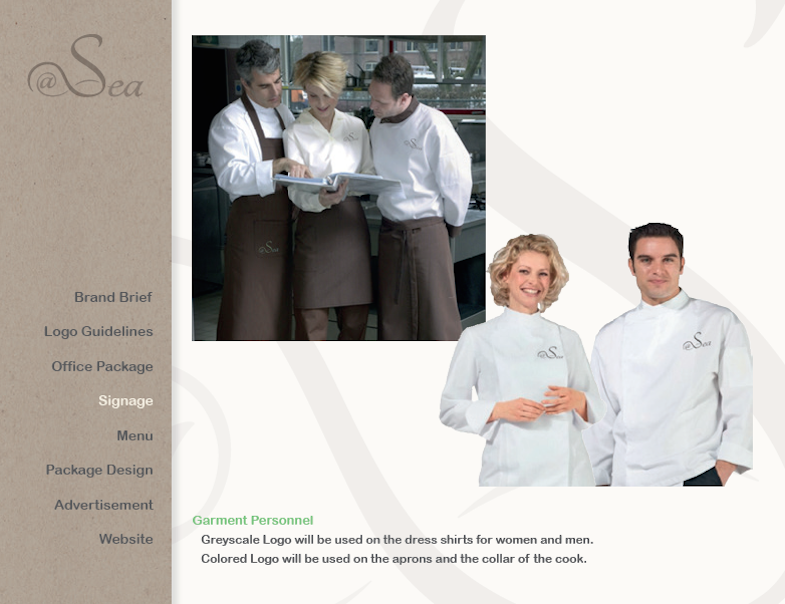 @Sea
Brand Brief
Logo Guidelines
Office Package
Signage
Menu
Package Design
Advertisement
Website
@Sea
@Sea
@Sea
Garment Personnel
Greyscale Logo will be used on the dress shirts for women and men.
Colored Logo will be used on the aprons and the collar of the cook.